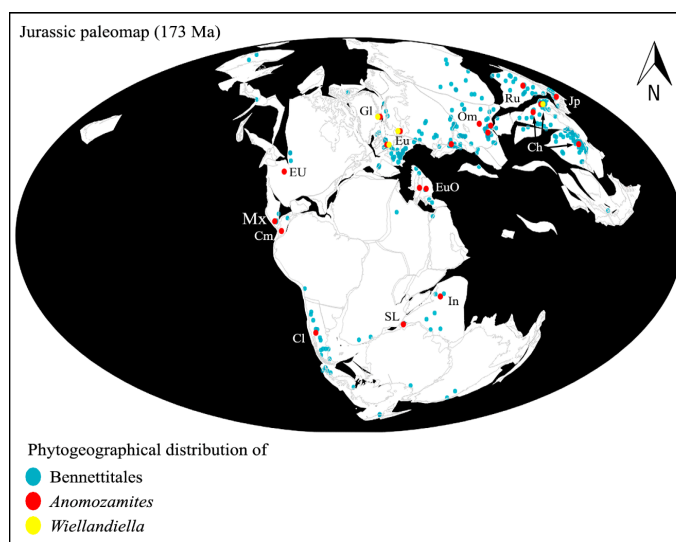 Jurassic paleomap (173 Ma)
N
Ru
Jp
Gl
Om
Eu
Ch
EU
EuO
Mx
Cm
In
SL
Cl
Phytogeographical distribution of
Bennettitales
Anomozamites
Wiellandiella